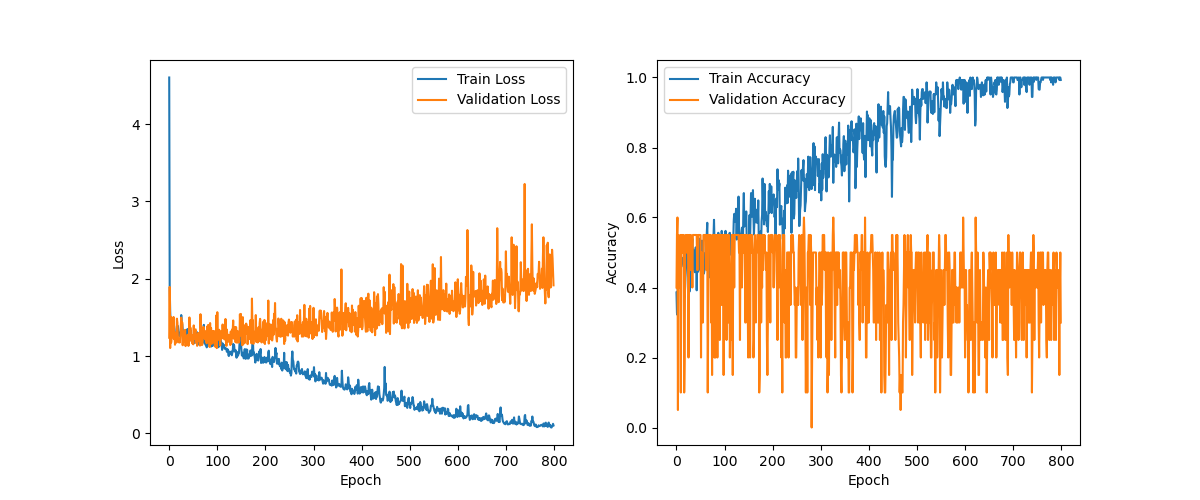 Train Loss
Validation Loss
Loss
4
3
2
1
0
0 100 200 300 400 500 600 700 800
Epoch
Train Accuracy
Validation Accuracy
Accuracy
1.0
0.8
0.6
0.4
0.2
0.0
0 100 200 300 400 500 600 700 800
Epoch